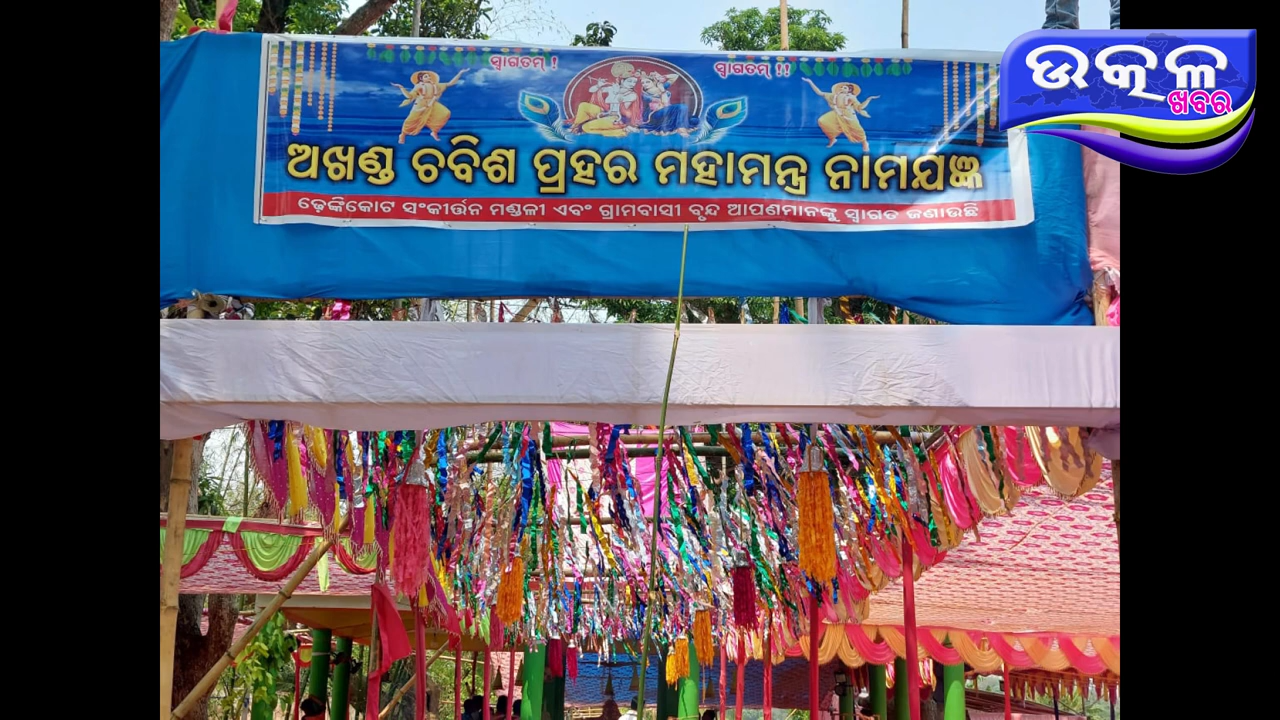 ସ୍ୱାଗତମ୍ ! ସ୍ୱାଗତମ୍ !!
ଅଖଣ୍ଡ ଚବିଶ ପ୍ରହର ମହାମନ୍ତ୍ର ନାମଯଜ୍ଞ
ଢ଼େଙ୍କିକୋଟ ସଂକୀର୍ତ୍ତନ ମଣ୍ଡଳୀ ଏବଂ ଗ୍ରାମବାସୀ ବୃନ୍ଦ ଆପଣମାନଙ୍କୁ ସ୍ୱାଗତ ଜଣାଉଛି
ଉତ୍କଳ
ଖବର